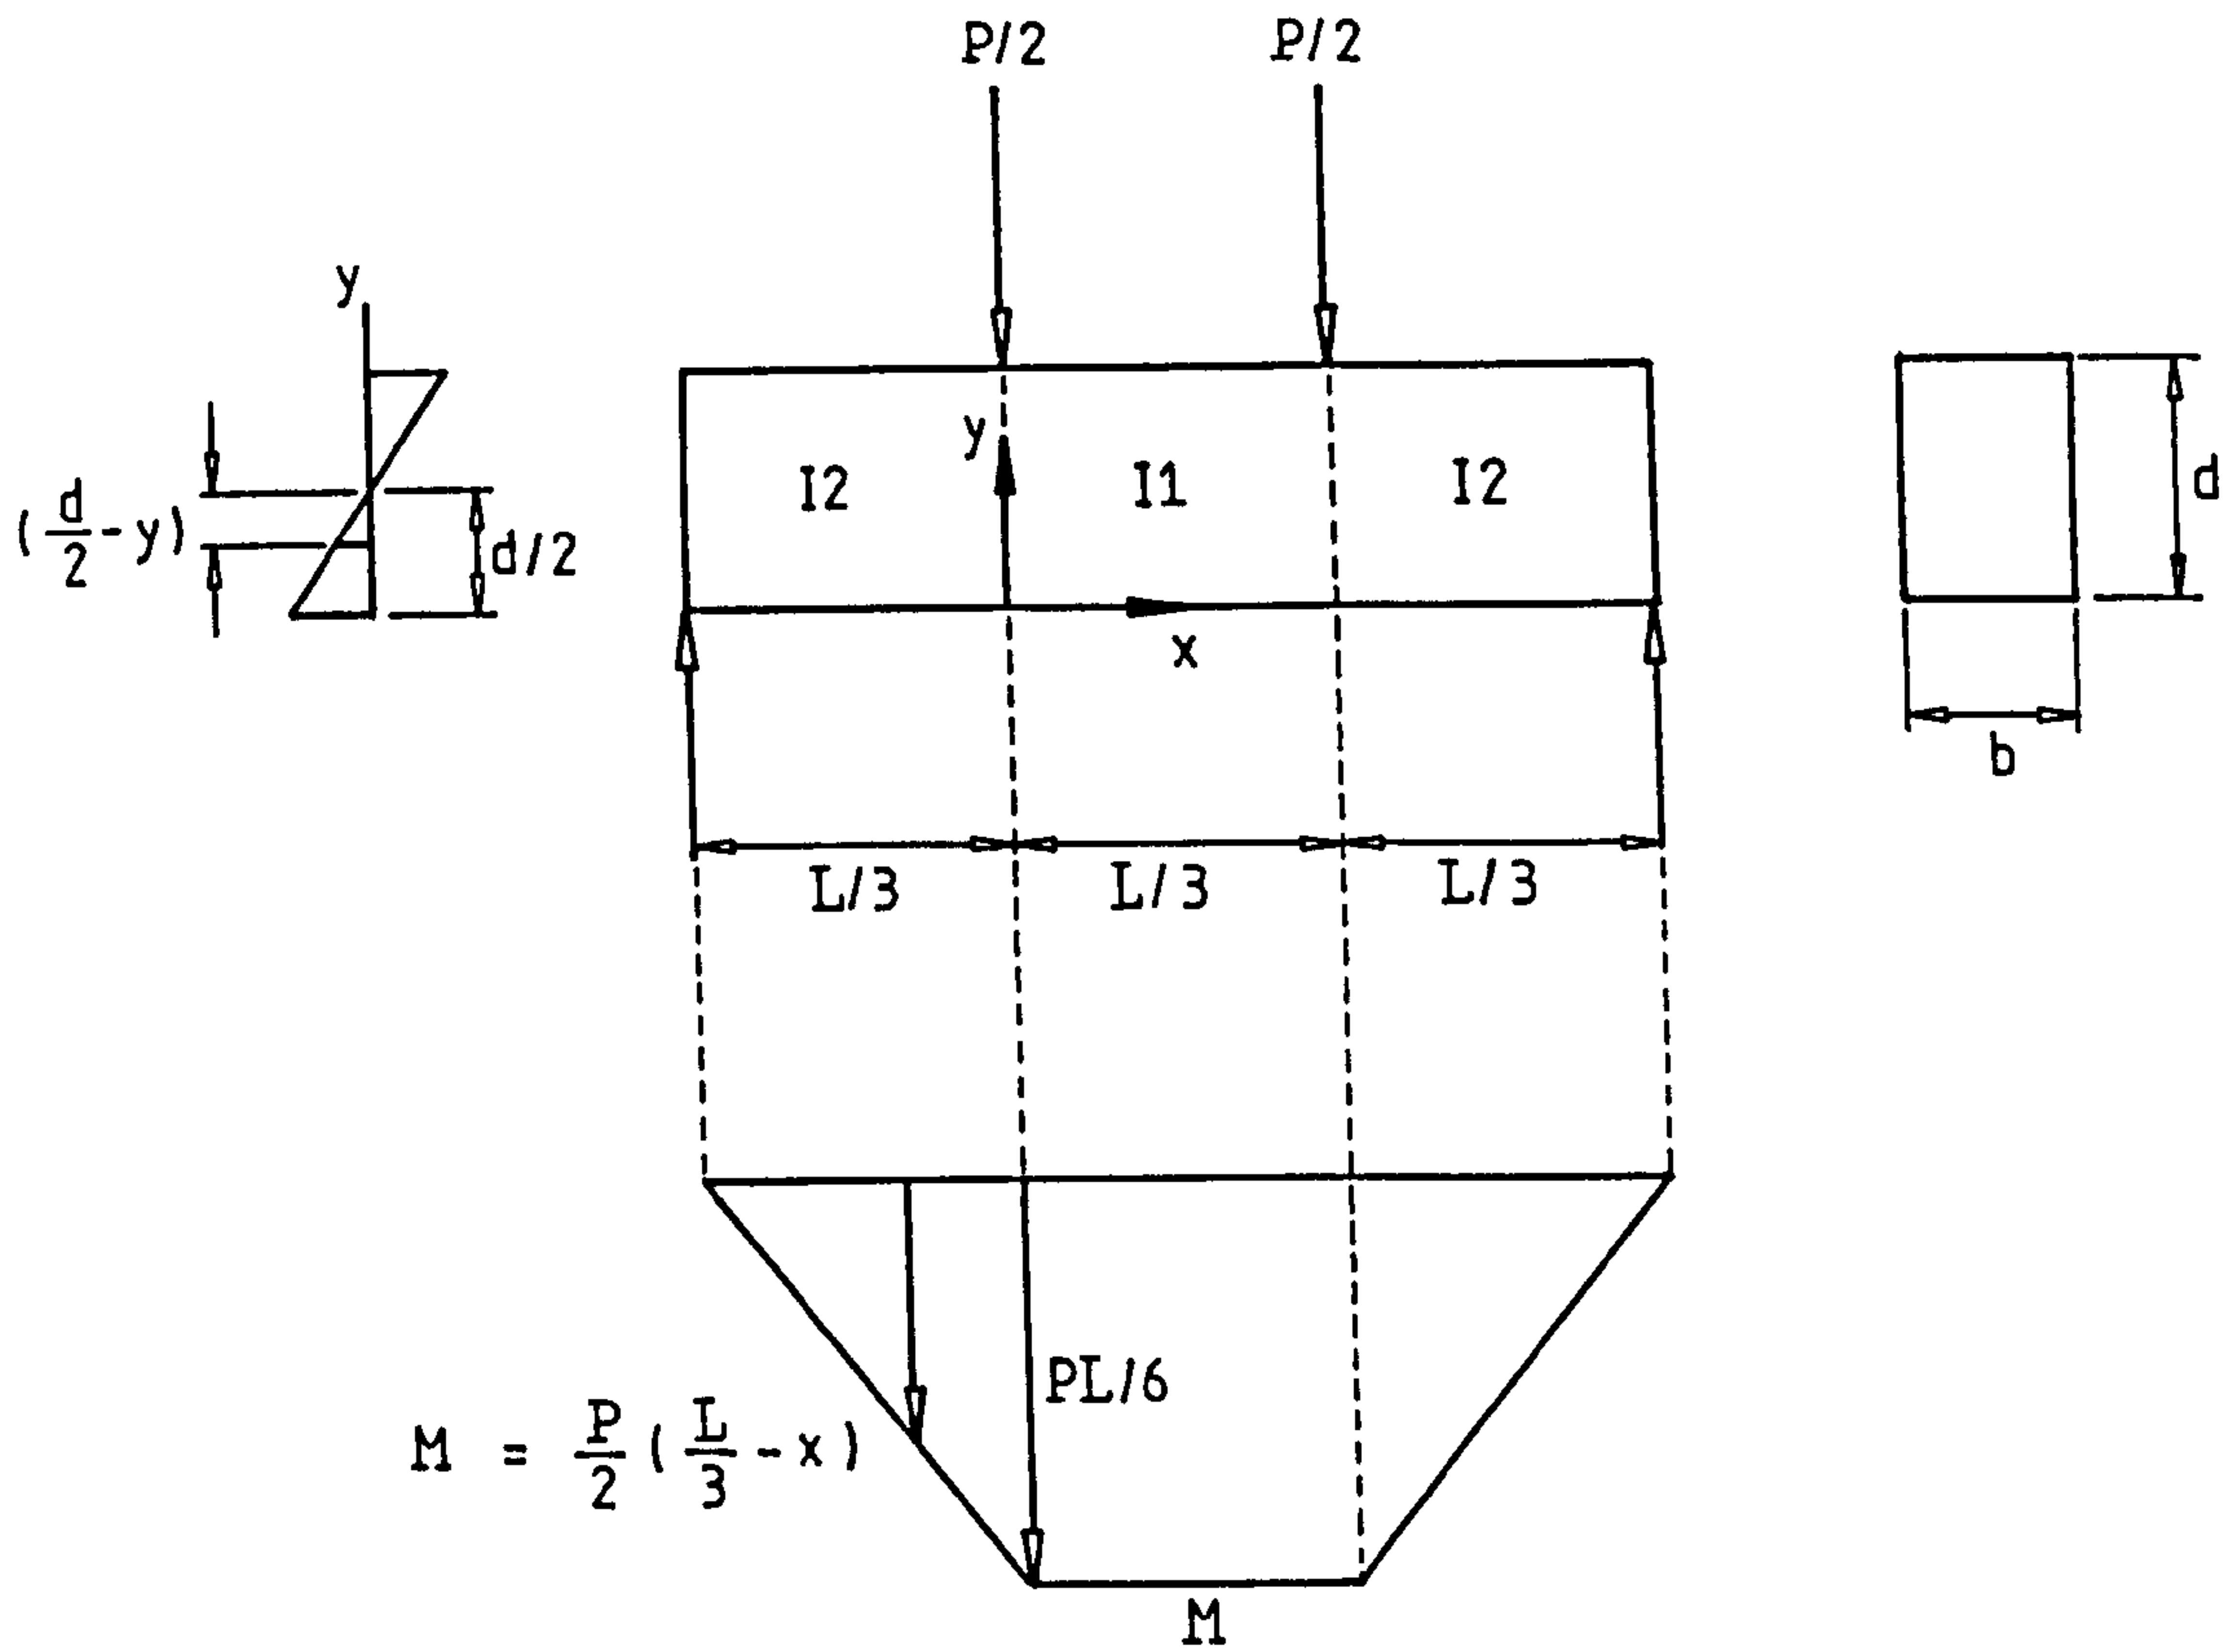 P/2 P/2
y
y
I2 I1 I2
d
(d/2-y)
d/2
x
b
L/3 L/3 L/3
PL/6
M = P/2 (L/3 - x)
M